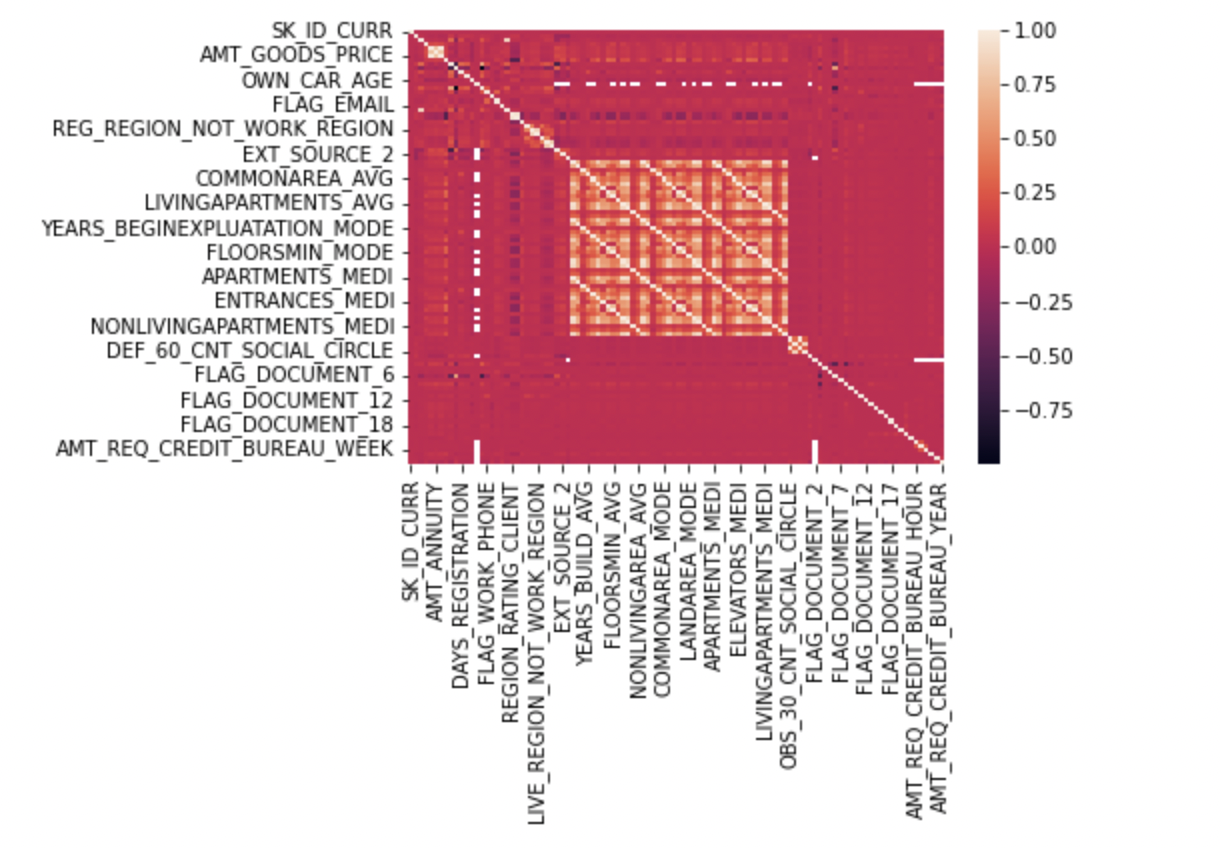 SK_ID_CURR
AMT_GOODS_PRICE
OWN_CAR_AGE
FLAG_EMAIL
REG_REGION_NOT_WORK_REGION
EXT_SOURCE_2
COMMONAREA_AVG
LIVINGAPARTMENTS_AVG
YEARS_BEGINEXPLUATATION_MODE
FLOORSMIN_MODE
APARTMENTS_MEDI
ENTRANCES_MEDI
NONLIVINGAPARTMENTS_MEDI
DEF_60_CNT_SOCIAL_CIRCLE
FLAG_DOCUMENT_6
FLAG_DOCUMENT_12
FLAG_DOCUMENT_18
AMT_REQ_CREDIT_BUREAU_WEEK
SK_ID_CURR
AMT_ANNUITY
DAYS_REGISTRATION
FLAG_WORK_PHONE
REGION_RATING_CLIENT
LIVE_REGION_NOT_WORK_REGION
EXT_SOURCE_2
YEARS_BUILD_AVG
FLOORSMIN_AVG
NONLIVINGAREA_AVG
COMMONAREA_MODE
LANDAREA_MODE
APARTMENTS_MEDI
ELEVATORS_MEDI
LIVINGAPARTMENTS_MEDI
OBS_30_CNT_SOCIAL_CIRCLE
FLAG_DOCUMENT_2
FLAG_DOCUMENT_7
FLAG_DOCUMENT_12
FLAG_DOCUMENT_17
AMT_REQ_CREDIT_BUREAU_HOUR
AMT_REQ_CREDIT_BUREAU_YEAR
1.00
0.75
0.50
0.25
0.00
−0.25
−0.50
−0.75